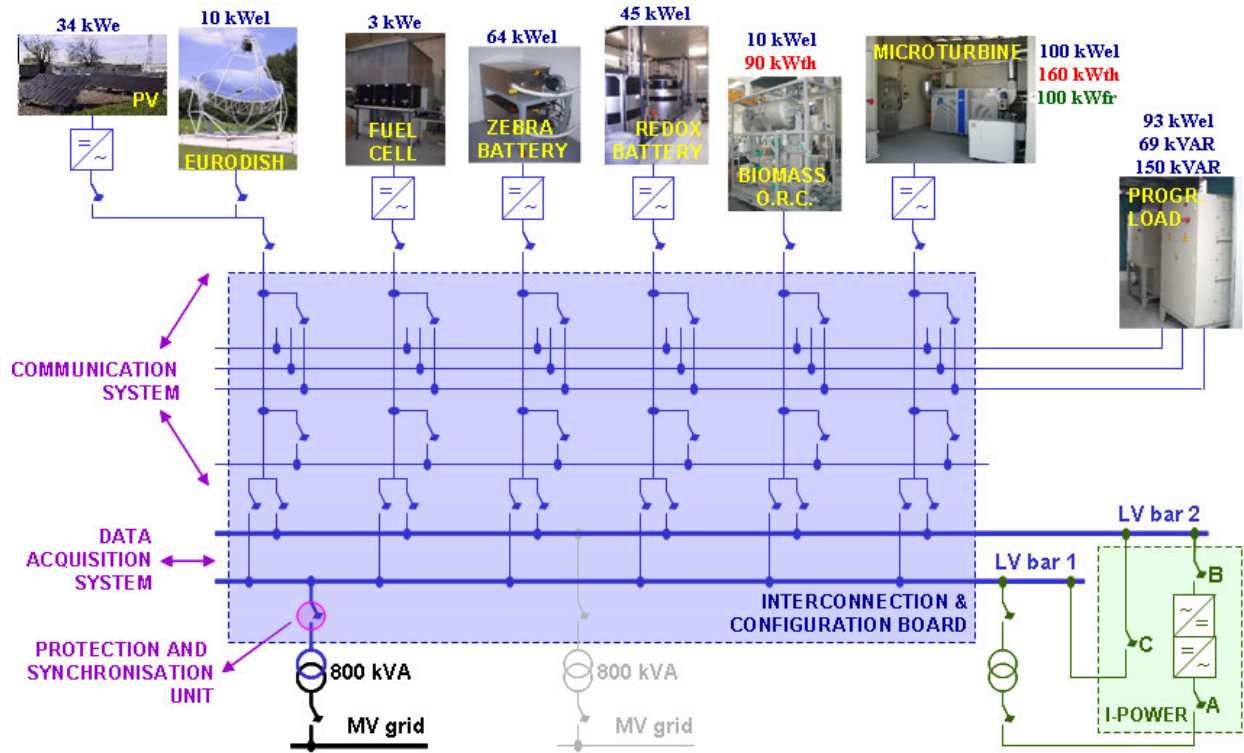 34 kWe
10 kWel
3 kWe
64 kWel
45 kWel
10 kWel
90 kWth
MICROTURBINE
100 kWel
160 kWth
100 kWfr
93 kWel
69 kVAR
150 kVAR
PV
EURODISH
FUEL
CELL
ZEBRA
BATTERY
REDOX
BATTERY
BIOMASS
O.R.C.
PROGR.
LOAD
=
~
=
~
=
~
=
~
=
~
COMMUNICATION
SYSTEM
DATA
ACQUISITION
SYSTEM
LV bar 2
LV bar 1
INTERCONNECTION &
CONFIGURATION BOARD
PROTECTION AND
SYNCHRONISATION
UNIT
800 kVA
MV grid
800 kVA
MV grid
B
~
=
=
~
C
A
I-POWER